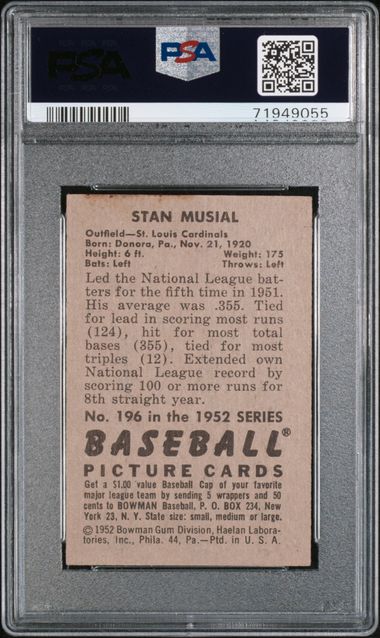 PSA
PSA
71949055
STAN MUSIAL
Outfield—St. Louis Cardinals
Born: Donora, Pa., Nov. 21, 1920
Height: 6 ft. Weight: 175
Bats: Left Throws: Left
Led the National League bat-
ters for the fifth time in 1951.
His average was .355. Tied
for lead in scoring most runs
(124), hit for most total
bases (355), tied for most
triples (12). Extended own
National League record by
scoring 100 or more runs for
8th straight year.
No. 196 in the 1952 SERIES
BASEBALL®
PICTURE CARDS
Get a $1.00 value Baseball Cap of your favorite
major league team by sending 5 wrappers and 50
cents to BOWMAN Baseball, P. O. BOX 234, New
York 23, N. Y. State size: small, medium or large.
©1952 Bowman Gum Division, Haelan Labora-
tories, Inc., Phila. 44, Pa.—Ptd. in U. S. A.